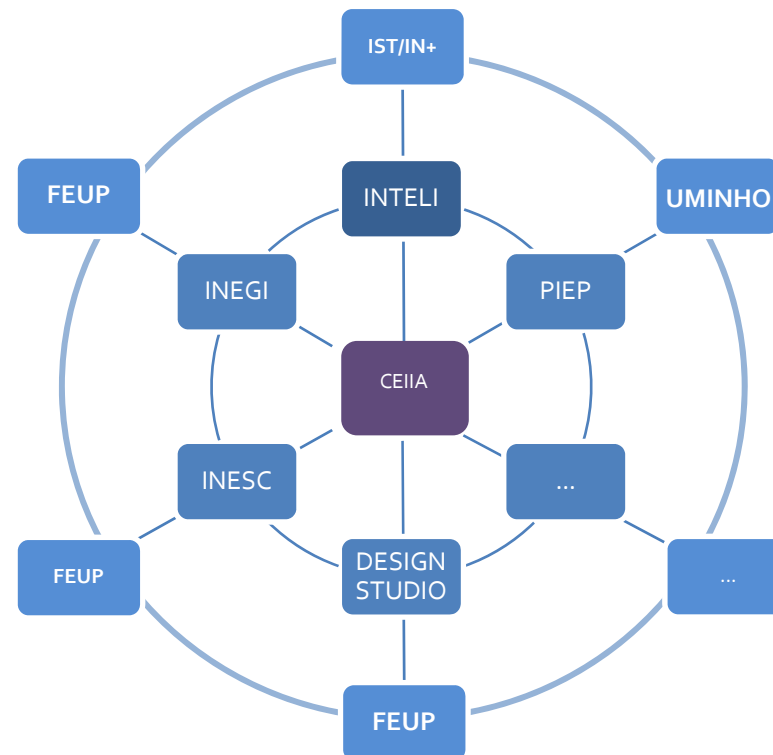 IST/IN+
FEUP
INTELI
UMINHO
INEGI
PIEP
CEIIA
INESC
...
DESIGN
STUDIO
FEUP
...
FEUP